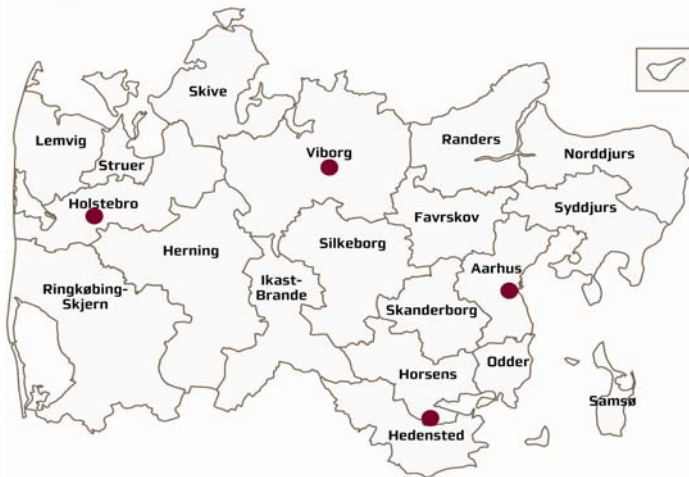 Skive
Lemvig
Struer
Viborg
Randers
Norddjurs
Holstebro
Favrskov
Syddjurs
Herning
Silkeborg
Aarhus
Ringkøbing-
Skjern
Ikast-
Brande
Skanderborg
Horsens
Odder
Samsø
Hedensted